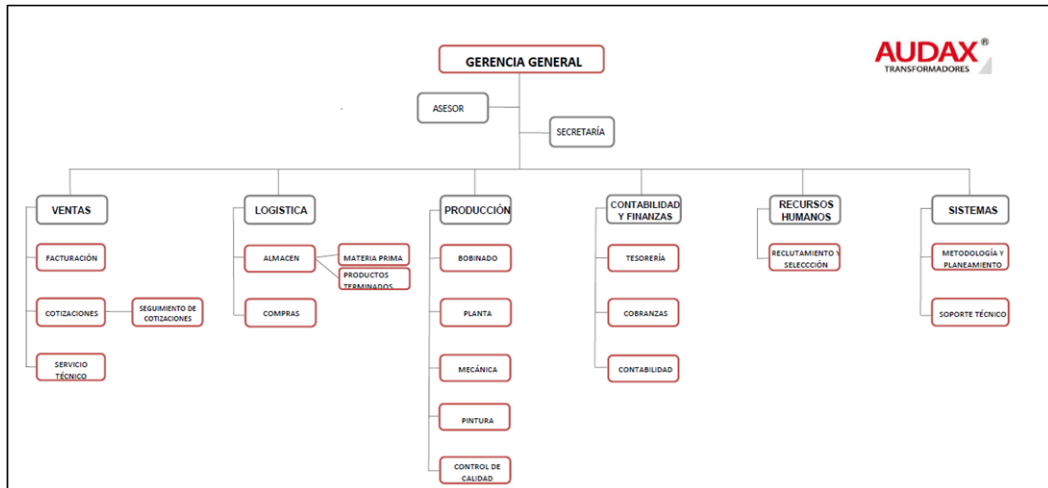 GERENCIA GENERAL
AUDAX®
TRANSFORMADORES
ASESOR
SECRETARÍA
VENTAS
FACTURACIÓN
COTIZACIONES
SEGUIMIENTO DE
COTIZACIONES
SERVICIO
TÉCNICO
LOGISTICA
ALMACEN
MATERIA PRIMA
PRODUCTOS
TERMINADOS
COMPRAS
PRODUCCIÓN
BOBINADO
PLANTA
MECÁNICA
PINTURA
CONTROL DE
CALIDAD
CONTABILIDAD
Y FINANZAS
TESORERÍA
COBRANZAS
CONTABILIDAD
RECURSOS
HUMANOS
RECLUTAMIENTO Y
SELECCCIÓN
SISTEMAS
METODOLOGÍA Y
PLANEAMIENTO
SOPORTE TÉCNICO